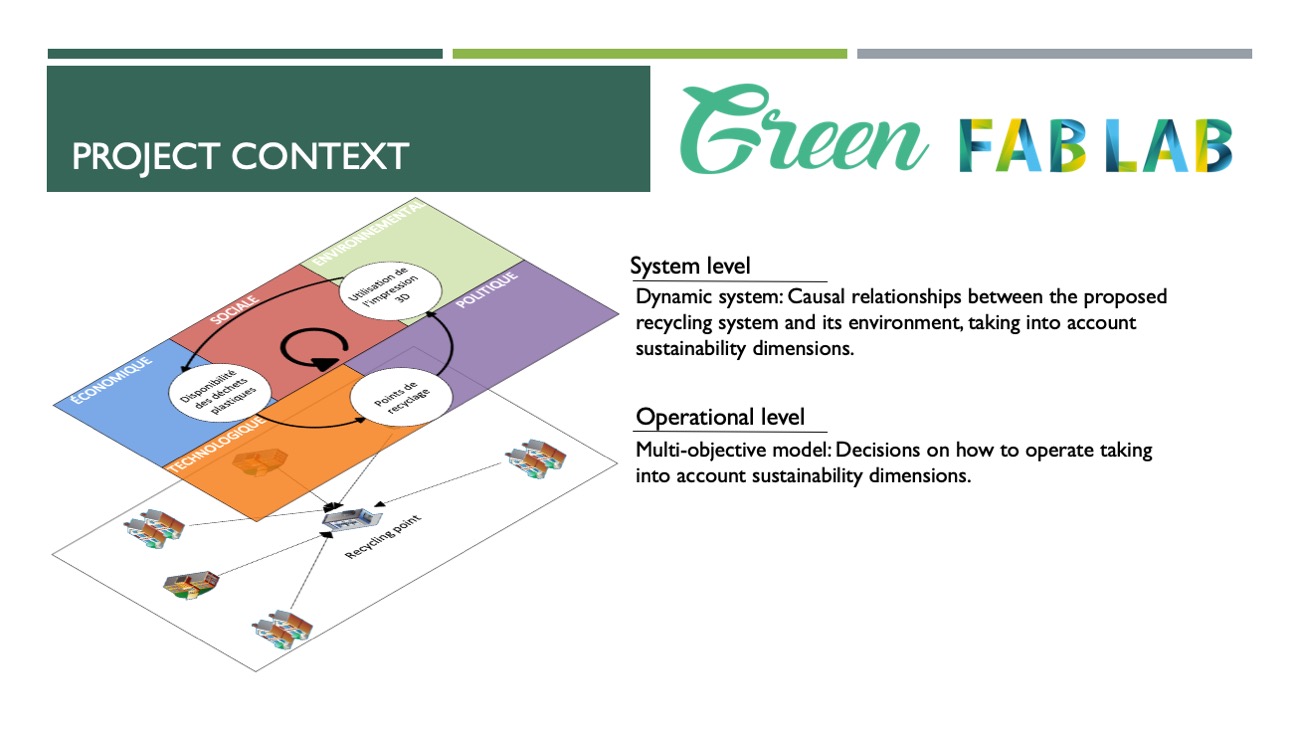 PROJECT CONTEXT
Green FAB LAB
ENVIRONNEMENTAL
Utilisation de
l'impression
3D
SOCIALE
POLITIQUE
ÉCONOMIQUE
Disponibilité
des déchets
plastiques
Points de
recyclage
TECHNOLOGIQUE
Recycling point
System level
Dynamic system: Causal relationships between the proposed
recycling system and its environment, taking into account
sustainability dimensions.
Operational level
Multi-objective model: Decisions on how to operate taking
into account sustainability dimensions.